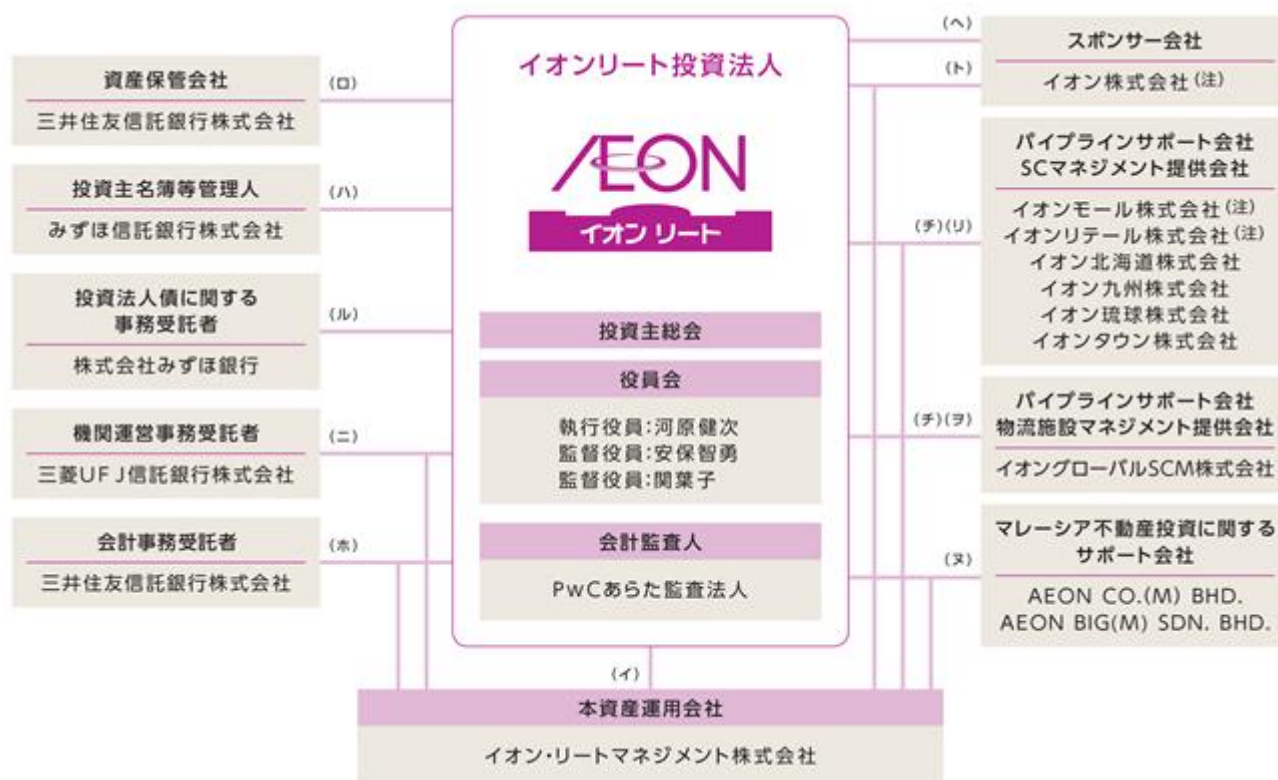 (ロ)
資産保管会社
三井住友信託銀行株式会社
(ハ)
投資主名簿等管理人
みずほ信託銀行株式会社
(ル)
投資法人債に関する
事務受託者
株式会社みずほ銀行
(ニ)
機関運営事務受託者
三菱UFJ信託銀行株式会社
(ホ)
会計事務受託者
三井住友信託銀行株式会社
イオンリート投資法人
ÆON
イオン リート
投資主総会
役員会
執行役員:河原健次
監督役員:安保智勇
監督役員:関葉子
会計監査人
PwCあらた監査法人
(イ)
本資産運用会社
イオン・リートマネジメント株式会社
(ヘ)
(ト)
スポンサー会社
イオン株式会社(注)
(チ)(リ)
パイプラインサポート会社
SCマネジメント提供会社
イオンモール株式会社(注)
イオンリテール株式会社(注)
イオン北海道株式会社
イオン九州株式会社
イオン琉球株式会社
イオンタウン株式会社
(チ)(ヲ)
パイプラインサポート会社
物流施設マネジメント提供会社
イオングローバルSCM株式会社
(ヌ)
マレーシア不動産投資に関する
サポート会社
AEON CO.(M) BHD.
AEON BIG(M) SDN. BHD.